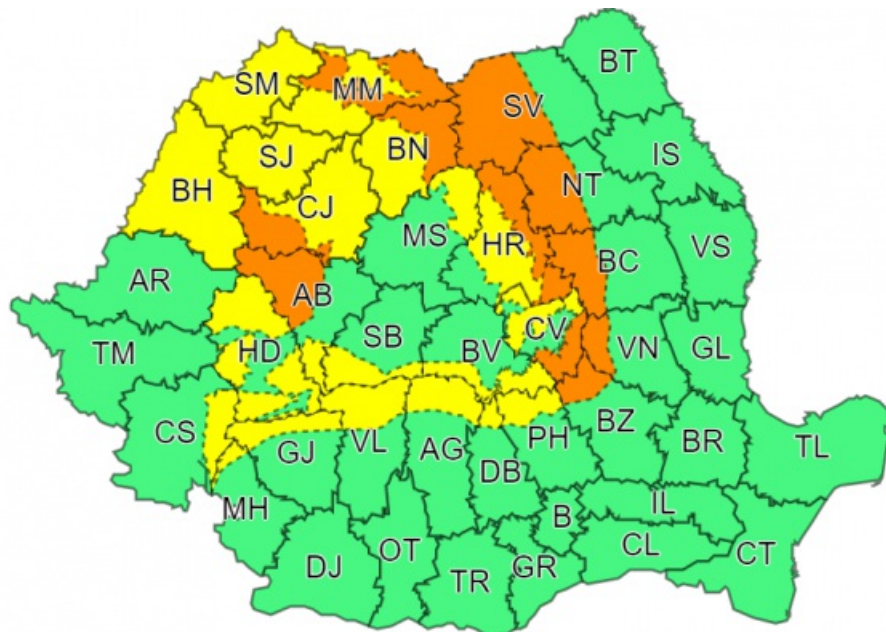 BT
SM
MM
SV
SJ
BN
IS
BH
CJ
NT
MS
HR
BC
VS
AR
AB
CV
SB
TM
HD
BV
VN
GL
CS
PH
BZ
GJ
VL
AG
BR
TL
DB
MH
B
IL
DJ
OT
CL
CT
TR
GR